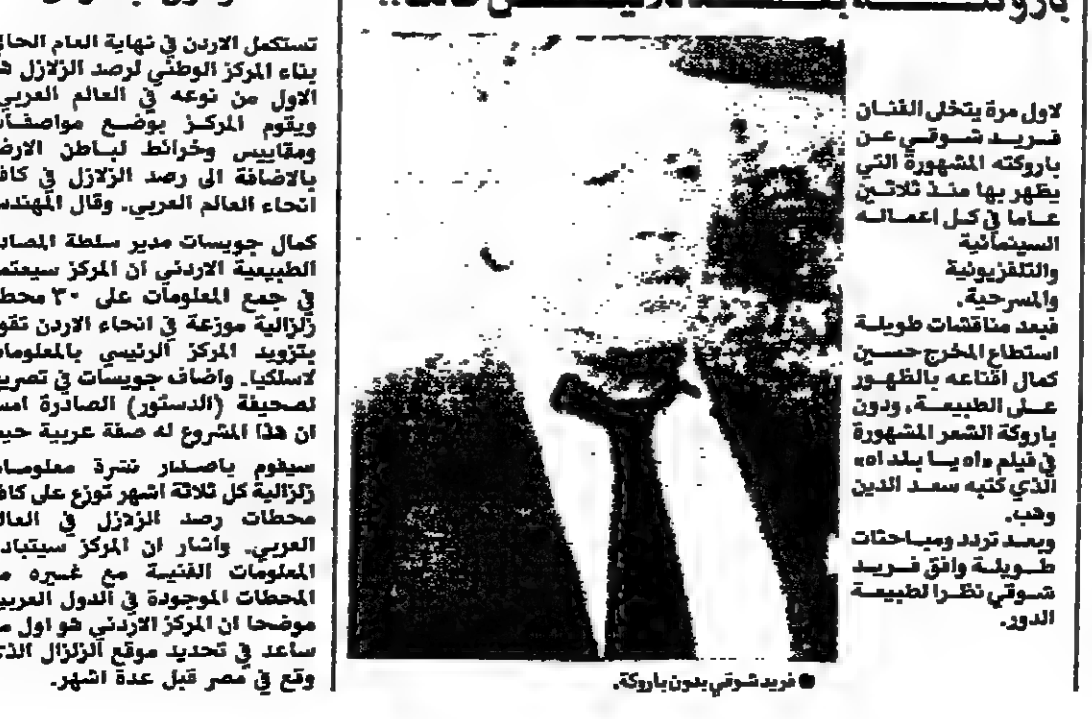 لاول مرة يتخلى الفنان
فريد شوقي عن
باروكته المشهورة التي
يظهر بها منذ ثلاثين
عاما في كل اعماله
السينمائية
والتلفزيونية
والمسرحية.
فبعد مناقشات طويلة
استطاع المخرج حسين
كمال اقناعه بالظهور
على الطبيعة، ودون
باروكة الشعر المشهورة
في فيلم «اه يا بلد اه»
الذي كتبه سعد الدين
وهب.
وبعد تردد ومباحثات
طويلة وافق فريد
شوقي نظرا لطبيعة
الدور.
● فريد شوقي بدون باروكة.
تستكمل الاردن في نهاية العام الحالي
بناء المركز الوطني لرصد الزلازل
الاول من نوعه في العالم العربي
ويقوم المركز بوضع مواصفات
ومقاييس وخرائط لباطن الارض
بالاضافة الى رصد الزلازل في كافة
انحاء العالم العربي. وقال المهندس
كمال جويسات مدير سلطة المصادر
الطبيعية الاردني ان المركز سيعتمد
في جمع المعلومات على ٣٠ محطة
زلزالية موزعة في انحاء الاردن تقوم
بتزويد المركز الرئيسي بالمعلومات
لاسلكيا. واضاف جويسات في تصريح
لصحيفة (الدستور) الصادرة امس
ان هذا المشروع له صفة عربية حيث
سيقوم باصدار نشرة معلومات
زلزالية كل ثلاثة اشهر توزع على كافة
محطات رصد الزلازل في العالم
العربي. واشار ان المركز سيتبادل
المعلومات الفنية مع غيره من
المحطات الموجودة في الدول العربية
موضحا ان المركز الاردني هو اول من
ساعد في تحديد موقع الزلزال الذي
وقع في مصر قبل عدة اشهر.